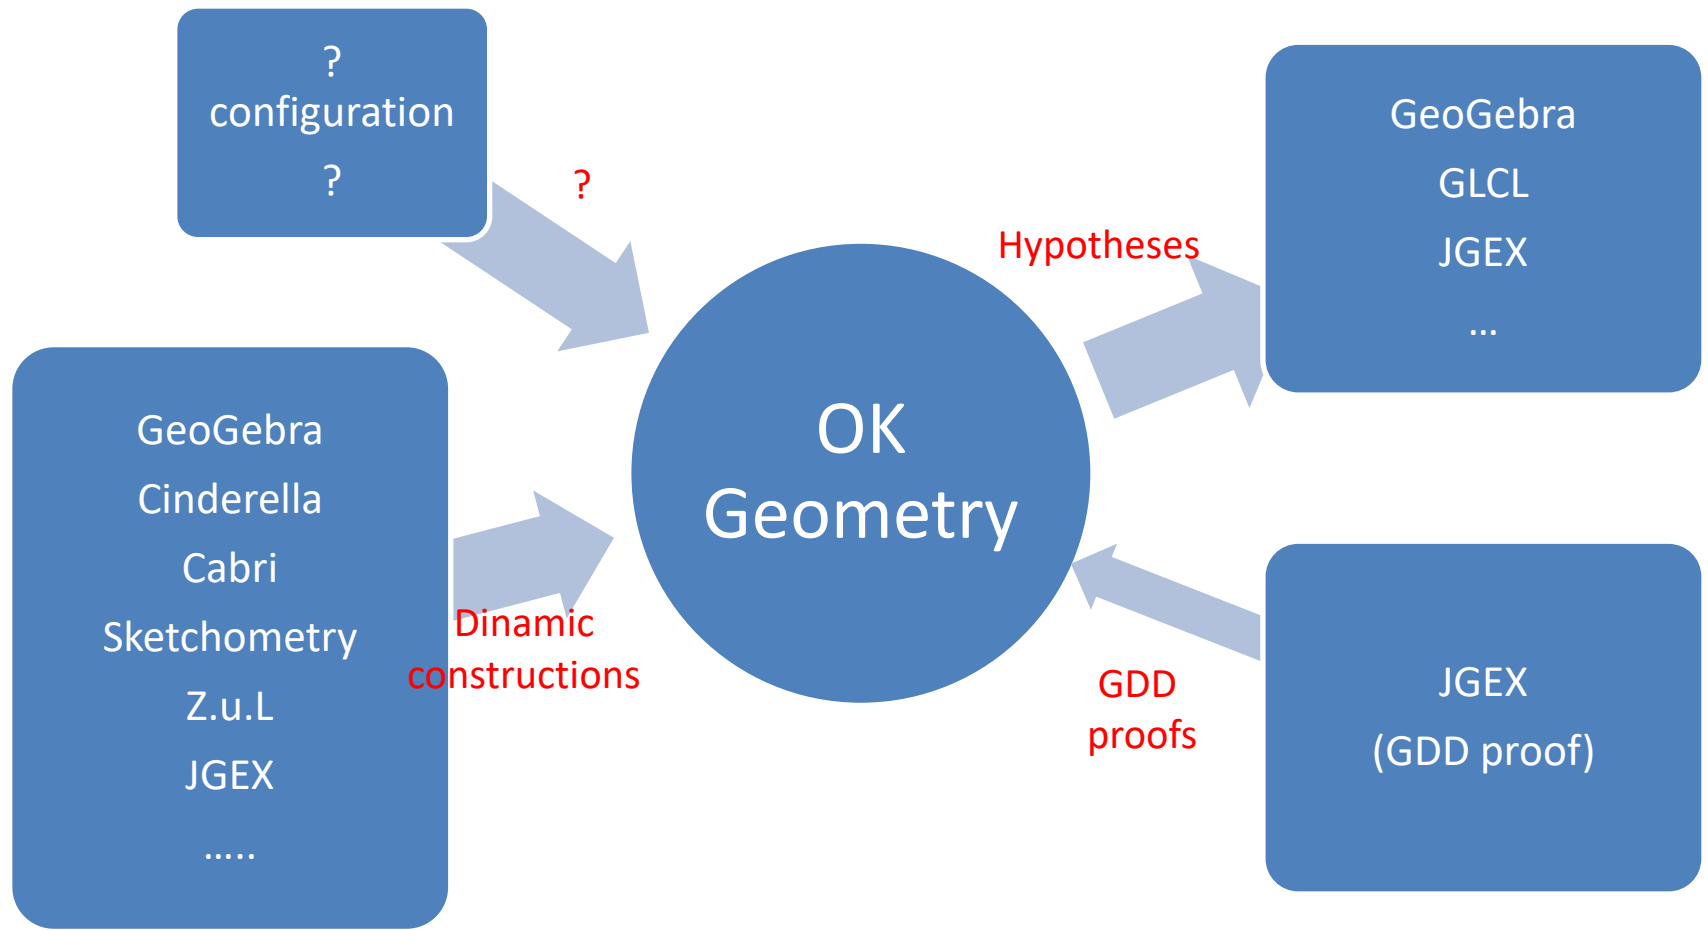 ?
configuration
?
?
GeoGebra
Cinderella
Cabri
Sketchometry
Z.u.L
JGEX
.....
Dinamic
constructions
OK
Geometry
Hypotheses
GeoGebra
GLCL
JGEX
...
GDD
proofs
JGEX
(GDD proof)